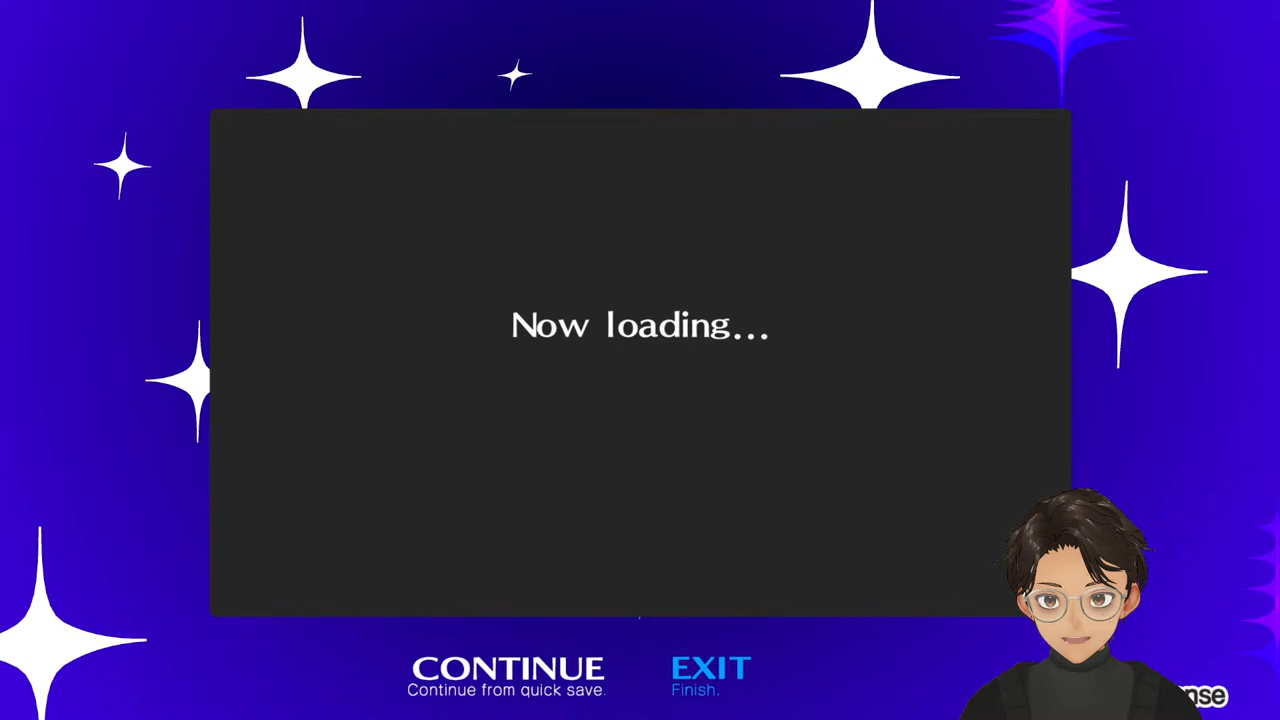 Now loading...
CONTINUE
Continue from quick save.
EXIT
Finish.